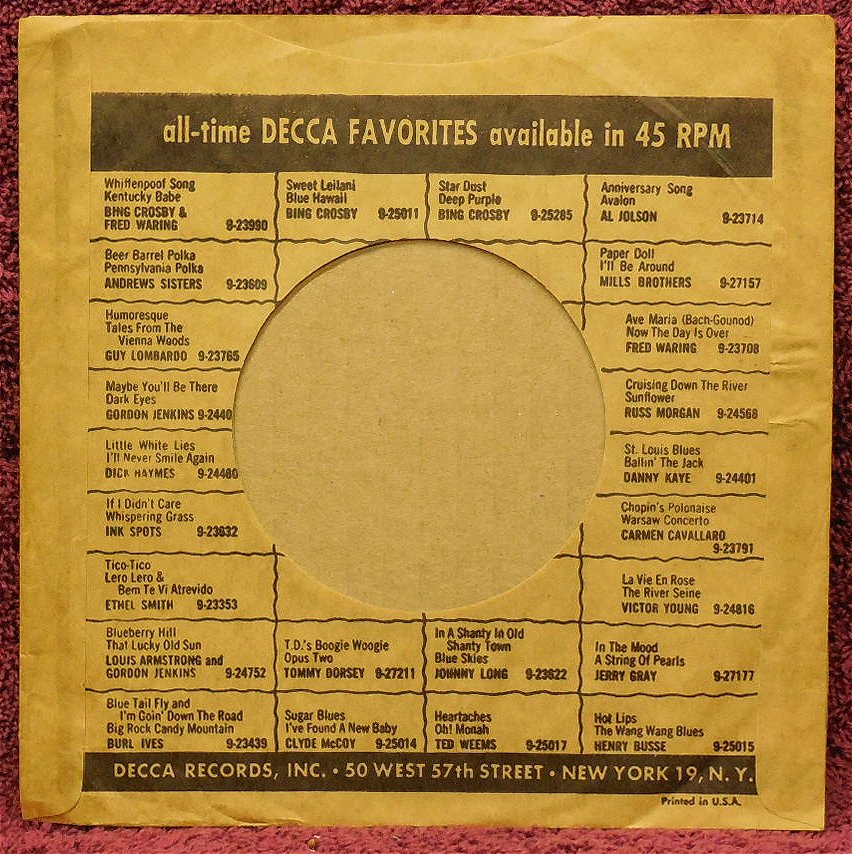 all-time DECCA FAVORITES available in 45 RPM
Whiffenpoof Song
Kentucky Babe
BING CROSBY &
FRED WARING 9-23990
Sweet Leilani
Blue Hawaii
BING CROSBY 9-25011
Star Dust
Deep Purple
BING CROSBY 9-25285
Anniversary Song
Avalon
AL JOLSON 9-23714
Beer Barrel Polka
Pennsylvania Polka
ANDREWS SISTERS 9-23609
Paper Doll
I'll Be Around
MILLS BROTHERS 9-27157
Humoresque
Tales From The
Vienna Woods
GUY LOMBARDO 9-23765
Ave Maria (Bach-Gounod)
Now The Day Is Over
FRED WARING 9-23708
Maybe You'll Be There
Dark Eyes
GORDON JENKINS 9-2440
Cruising Down The River
Sunflower
RUSS MORGAN 9-24568
Little White Lies
I'll Never Smile Again
DICK HAYMES 9-24480
St. Louis Blues
Ballin' The Jack
DANNY KAYE 9-24401
If I Didn't Care
Whispering Grass
INK SPOTS 9-23632
Chopin's Polonaise
Warsaw Concerto
CARMEN CAVALLARO
9-23791
Tico-Tico
Lero Lero &
Bem Te Vi Atrevido
ETHEL SMITH 9-23353
La Vie En Rose
The River Seine
VICTOR YOUNG 9-24816
Blueberry Hill
That Lucky Old Sun
LOUIS ARMSTRONG and
GORDON JENKINS 9-24752
T.D.'s Boogie Woogie
Opus Two
TOMMY DORSEY 9-27211
In A Shanty In Old
Shanty Town
Blue Skies
JOHNNY LONG 9-23622
In The Mood
A String Of Pearls
JERRY GRAY 9-27177
Blue Tail Fly and
I'm Goin' Down The Road
Big Rock Candy Mountain
BURL IVES 9-23439
Sugar Blues
I've Found A New Baby
CLYDE McCOY 9-25014
Heartaches
Oh! Monah
TED WEEMS 9-25017
Hot Lips
The Wang Wang Blues
HENRY BUSSE 9-25015
DECCA RECORDS, INC. • 50 WEST 57th STREET • NEW YORK 19, N. Y.
Printed in U.S.A.